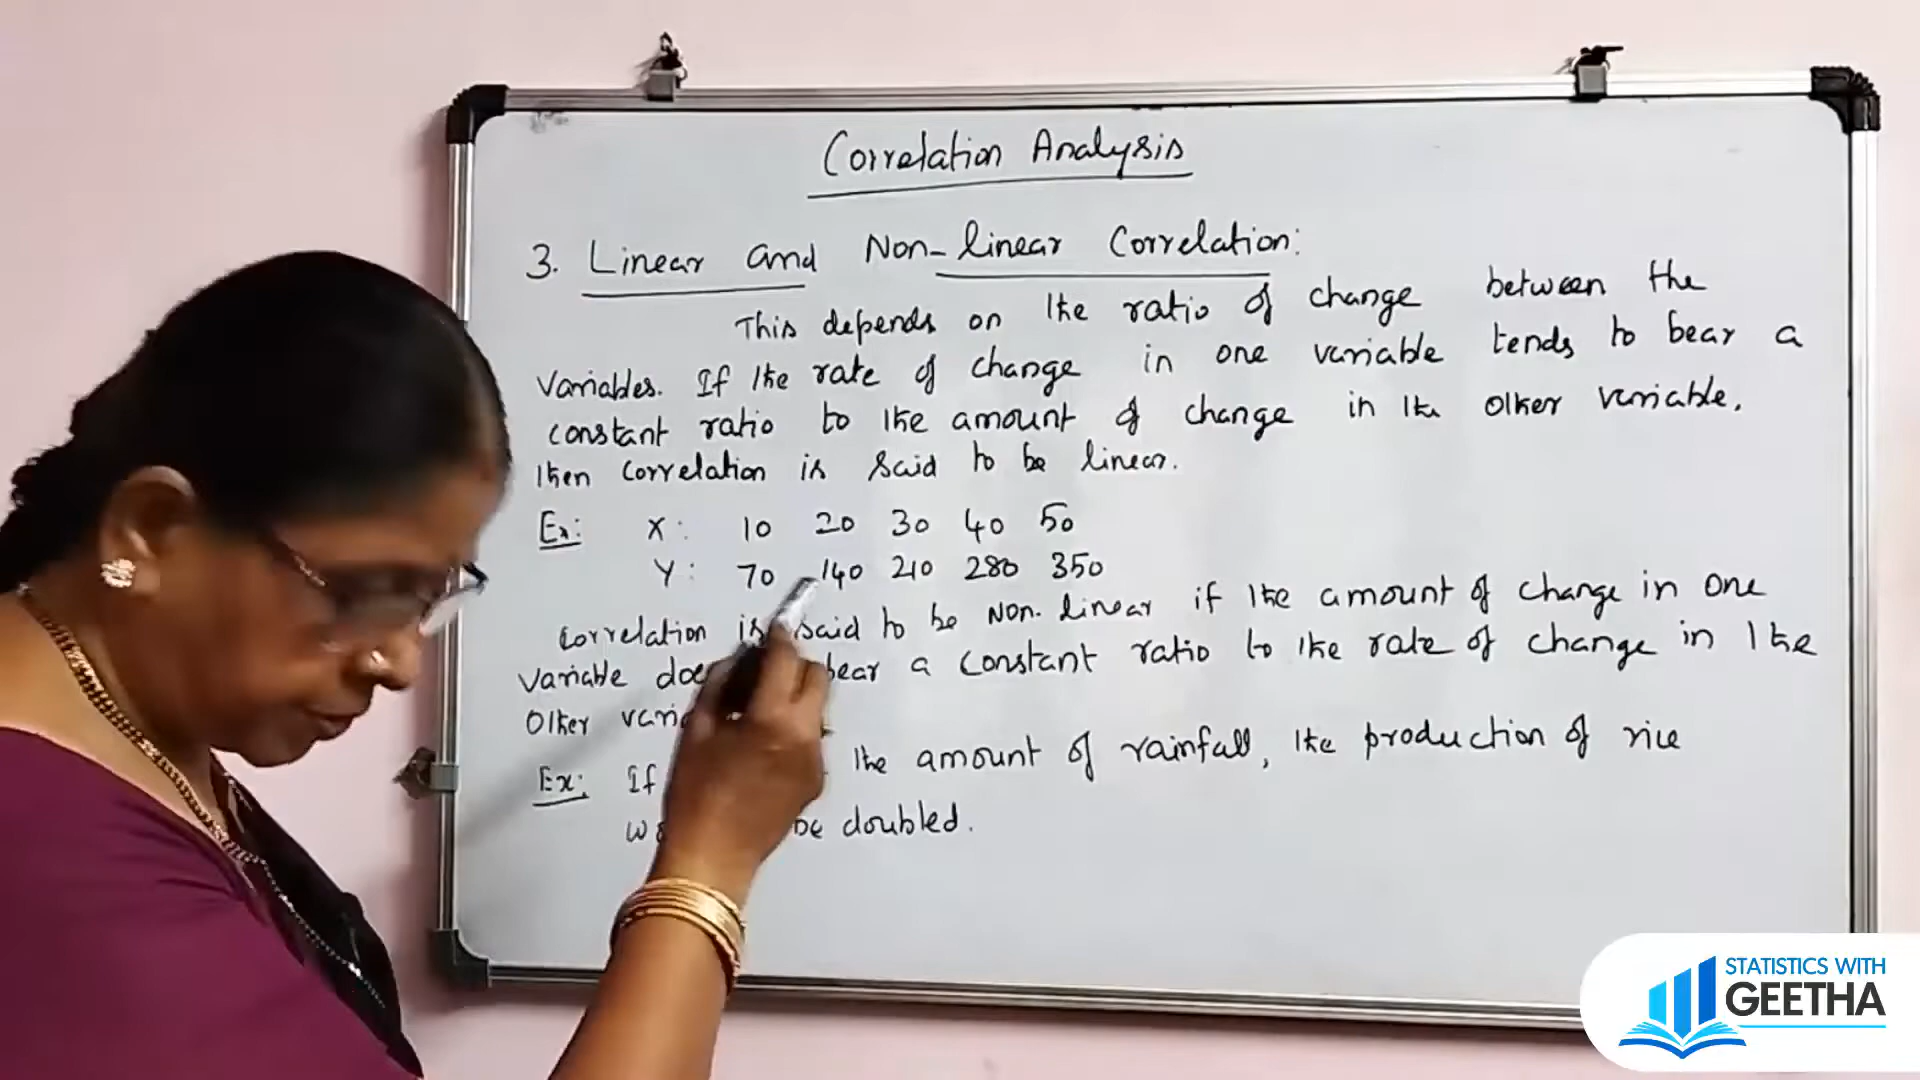 Correlation Analysis
3. Linear and Non-linear Correlation:
This depends on the ratio of change between the
variables. If the rate of change in one variable tends to bear a
constant ratio to the amount of change in the other variable.
then correlation is said to be linear.
Ex: X: 10 20 30 40 50
Y: 70 140 210 280 350
Correlation is said to be Non. linear if the amount of change in one
variable bear a constant ratio to the rate of change in the
other
Ex: If the amount of rainfall, the production of rice
be doubled.
STATISTICS WITH
GEETHA